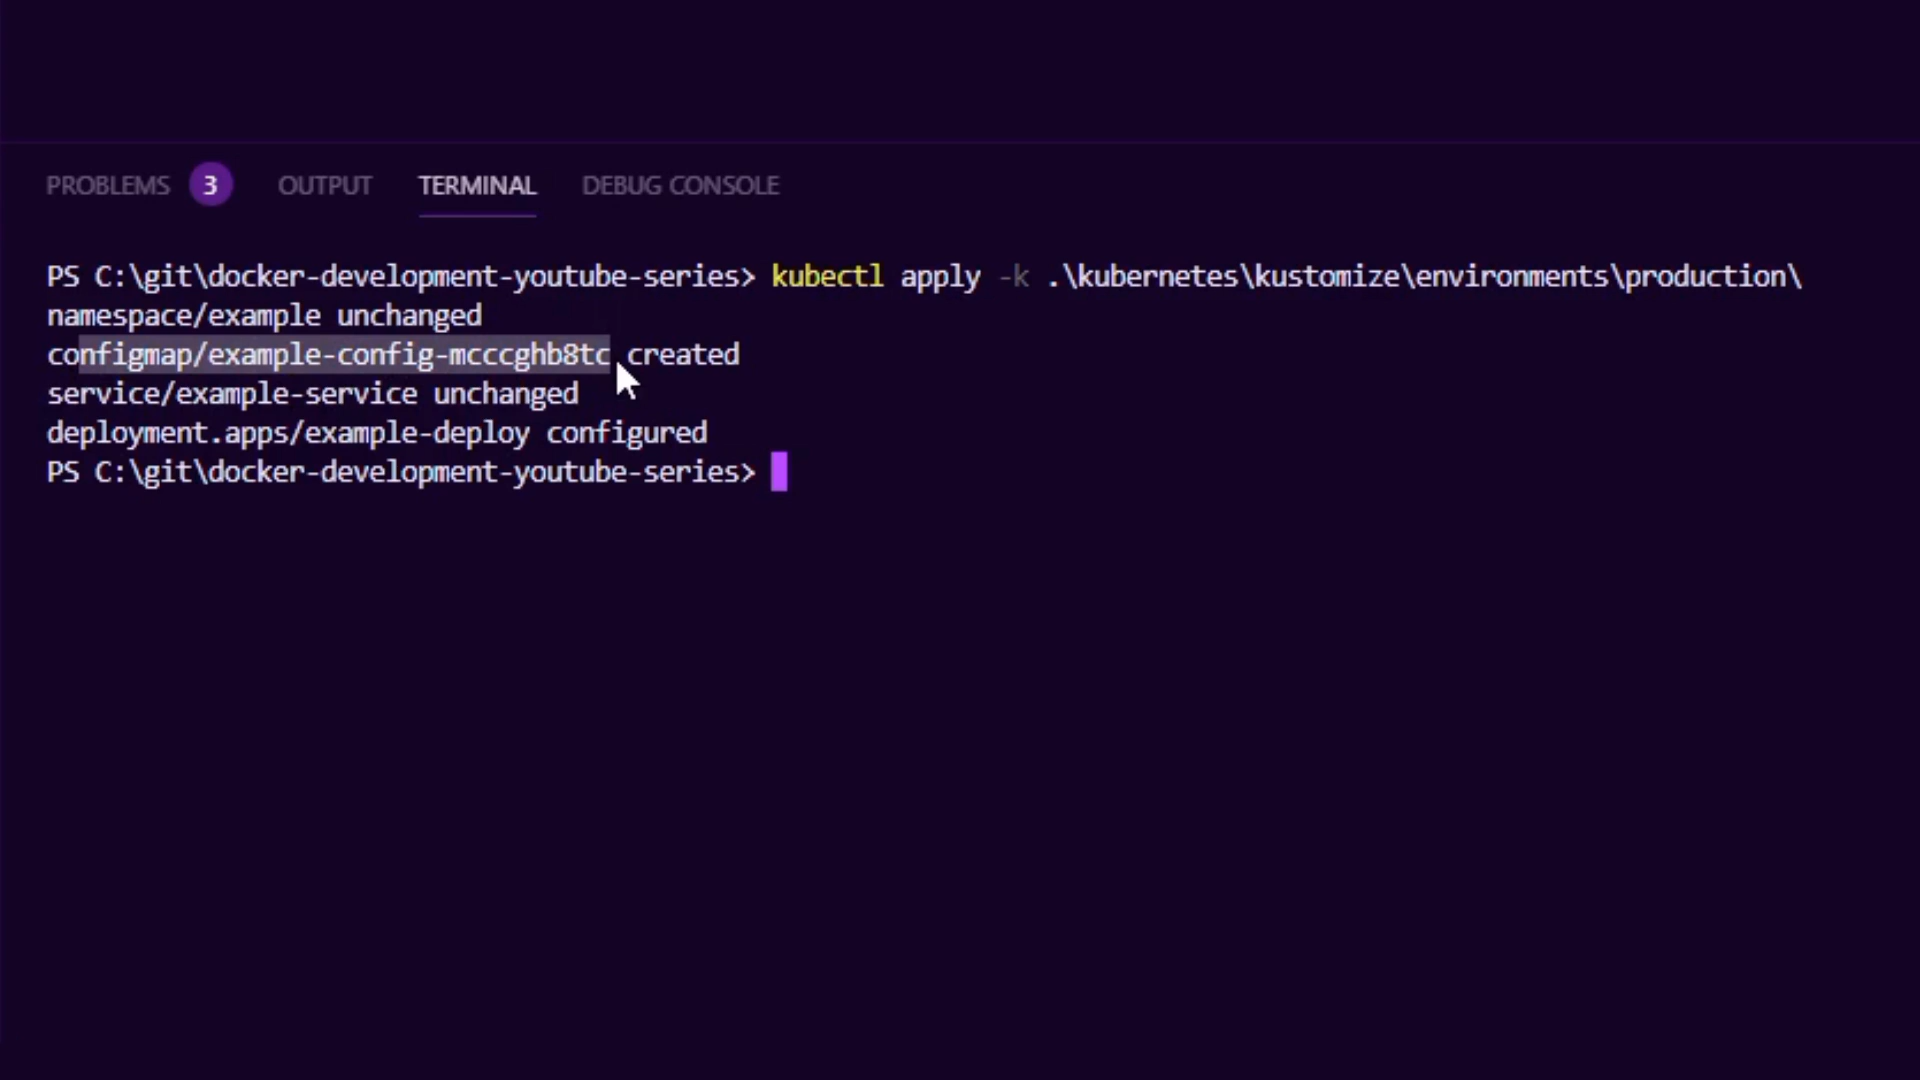 PROBLEMS 3 OUTPUT TERMINAL DEBUG CONSOLE
PS C:\git\docker-development-youtube-series> kubectl apply -k .\kubernetes\kustomize\environments\production\
namespace/example unchanged
configmap/example-config-mcccghb8tc created
service/example-service unchanged
deployment.apps/example-deploy configured
PS C:\git\docker-development-youtube-series>